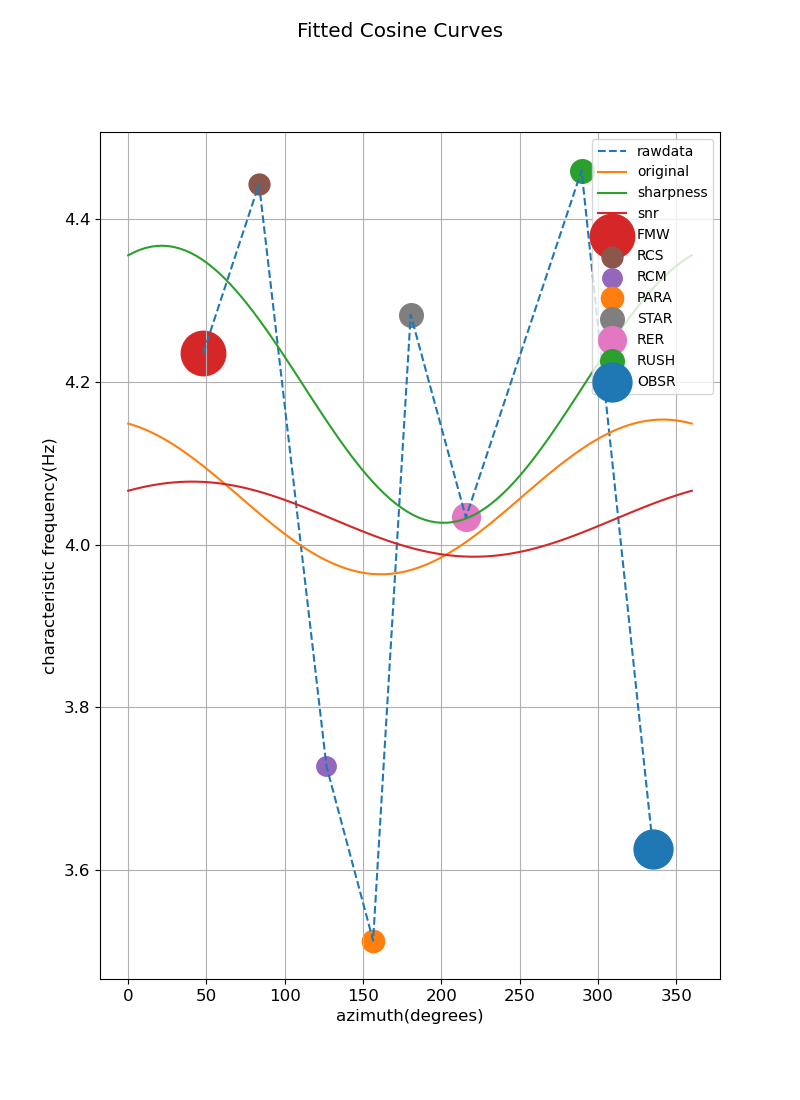 Fitted Cosine Curves
rawdata
original
sharpness
snr
FMW
RCS
RCM
PARA
STAR
RER
RUSH
OBSR
4.4
4.2
4.0
3.8
3.6
characteristic frequency(Hz)
0 50 100 150 200 250 300 350
azimuth(degrees)